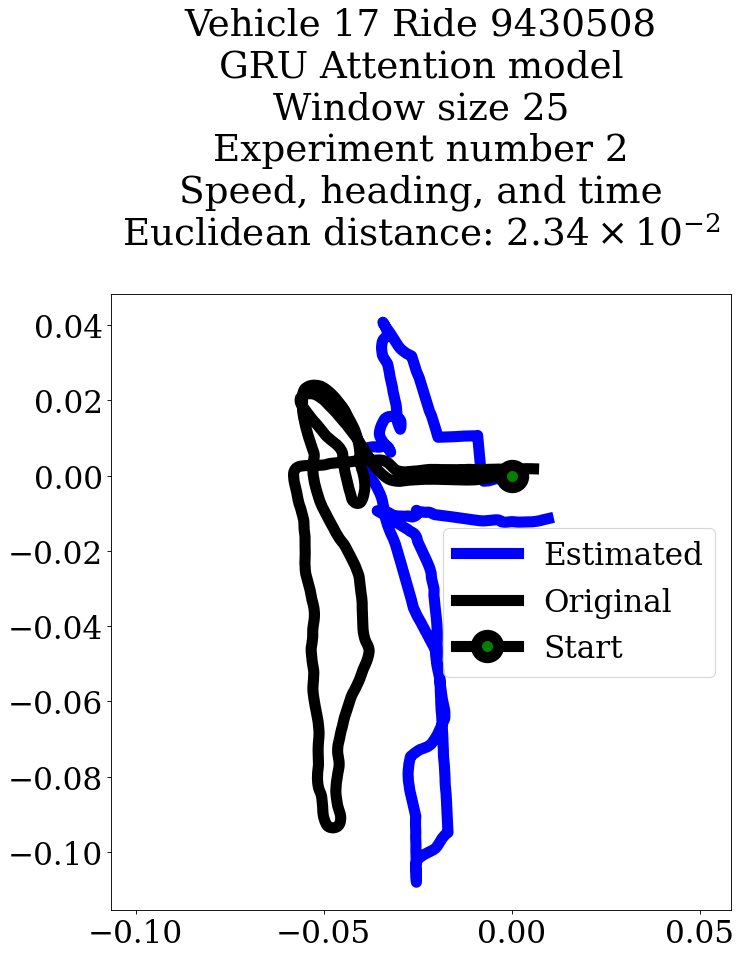 Vehicle 17 Ride 9430508
GRU Attention model
Window size 25
Experiment number 2
Speed, heading, and time
Euclidean distance: 2.34 × 10⁻²
0.04
0.02
0.00
−0.02
−0.04
−0.06
−0.08
−0.10
Estimated
Original
Start
−0.10 −0.05 0.00 0.05